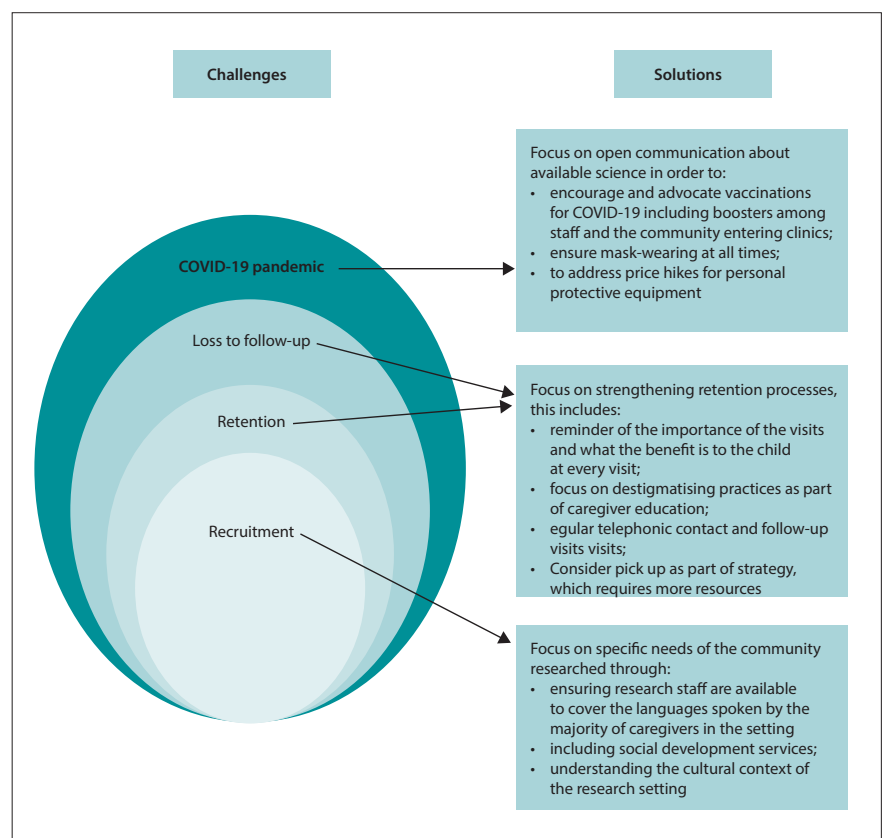 Challenges
Solutions
COVID-19 pandemic
Loss to follow-up
Retention
Recruitment
Focus on open communication about
available science in order to:
• encourage and advocate vaccinations
for COVID-19 including boosters among
staff and the community entering clinics;
• ensure mask-wearing at all times;
• to address price hikes for personal
protective equipment
Focus on strengthening retention processes,
this includes:
• reminder of the importance of the visits
and what the benefit is to the child
at every visit;
• focus on destigmatising practices as part
of caregiver education;
• egular telephonic contact and follow-up
visits visits;
• Consider pick up as part of strategy,
which requires more resources
Focus on specific needs of the community
researched through:
• ensuring research staff are available
to cover the languages spoken by the
majority of caregivers in the setting
• including social development services;
• understanding the cultural context of
the research setting